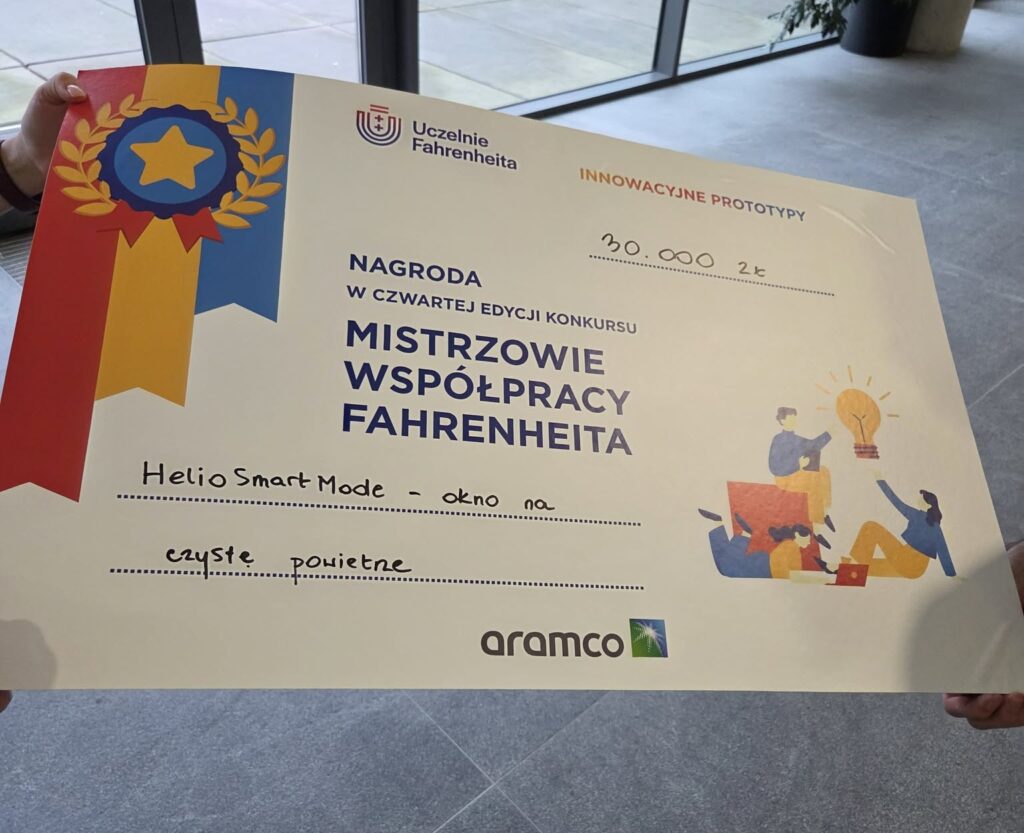 Uczelnie
Fahrenheita
INNOWACYJNE PROTOTYPY
30.000 zł
NAGRODA
W CZWARTEJ EDYCJI KONKURSU
MISTRZOWIE
WSPÓŁPRACY
FAHRENHEITA
Helio Smart Mode - okno na
czystę powietrze
aramco